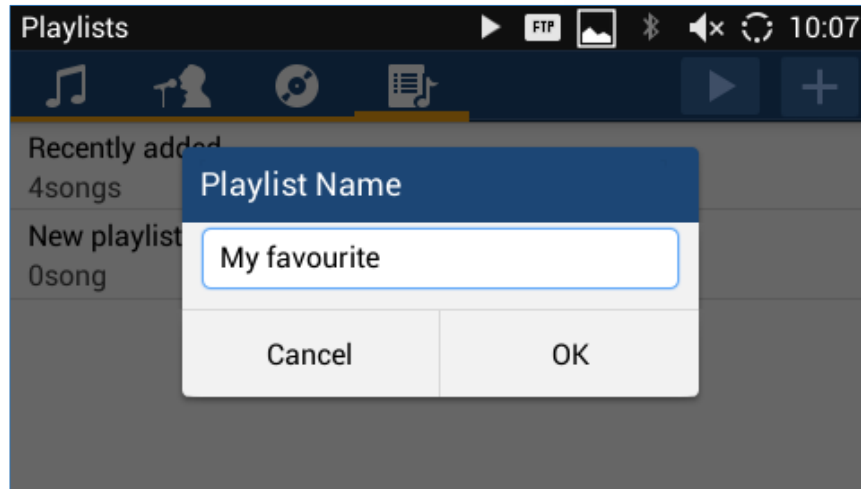 Playlists
FTP
10:07
Recently added
4songs
Playlist Name
New playlist
My favourite
0song
Cancel
OK